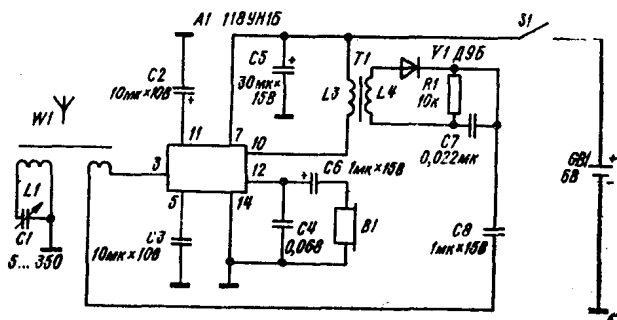 A1 118УН1Б
S1
C2
10мк×10В
+
C5
30мк×
15В
+
T1
L3
L4
V1 Д9Б
R1
10к
C7
0,022мк
W1
L1
C1
5...350
11
7
10
3
12
5
14
C6 1мк×15В
+
C3
10мк×10В
C4
0,068
B1
C8
1мк×15В
GB1
6В
+
-